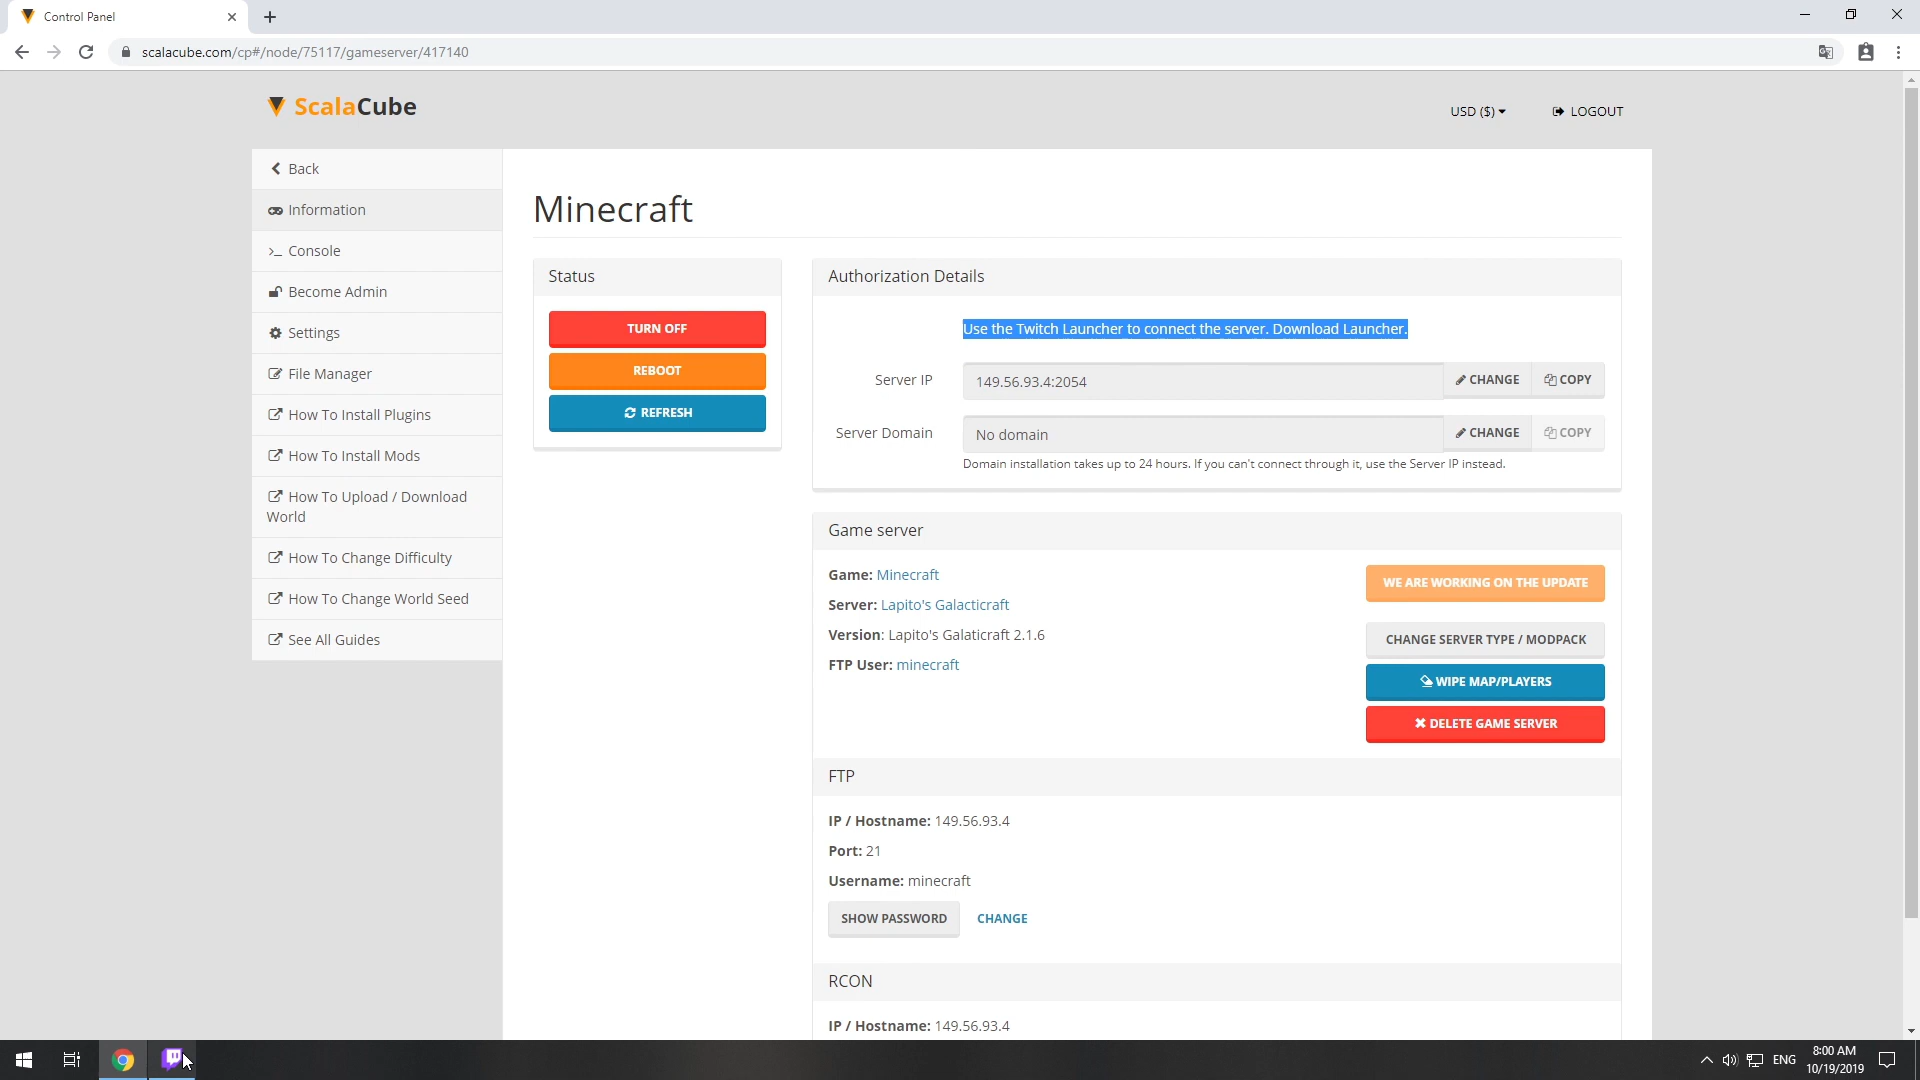 Control Panel
scalacube.com/cp#/node/75117/gameserver/417140
ScalaCube
USD ($)
LOGOUT
Back
Information
Console
Become Admin
Settings
File Manager
How To Install Plugins
How To Install Mods
How To Upload / Download
World
How To Change Difficulty
How To Change World Seed
See All Guides
Minecraft
Status
TURN OFF
REBOOT
REFRESH
Authorization Details
Use the Twitch Launcher to connect the server. Download Launcher.
Server IP
149.56.93.4:2054
CHANGE
COPY
Server Domain
No domain
CHANGE
COPY
Domain installation takes up to 24 hours. If you can't connect through it, use the Server IP instead.
Game server
Game: Minecraft
Server: Lapito's Galacticraft
Version: Lapito's Galaticraft 2.1.6
FTP User: minecraft
WE ARE WORKING ON THE UPDATE
CHANGE SERVER TYPE / MODPACK
WIPE MAP/PLAYERS
DELETE GAME SERVER
FTP
IP / Hostname: 149.56.93.4
Port: 21
Username: minecraft
SHOW PASSWORD
CHANGE
RCON
IP / Hostname: 149.56.93.4
ENG
8:00 AM
10/19/2019